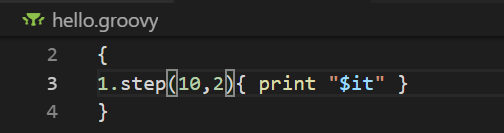 hello.groovy
2 {
3 1.step(10,2){ print "$it" }
4 }